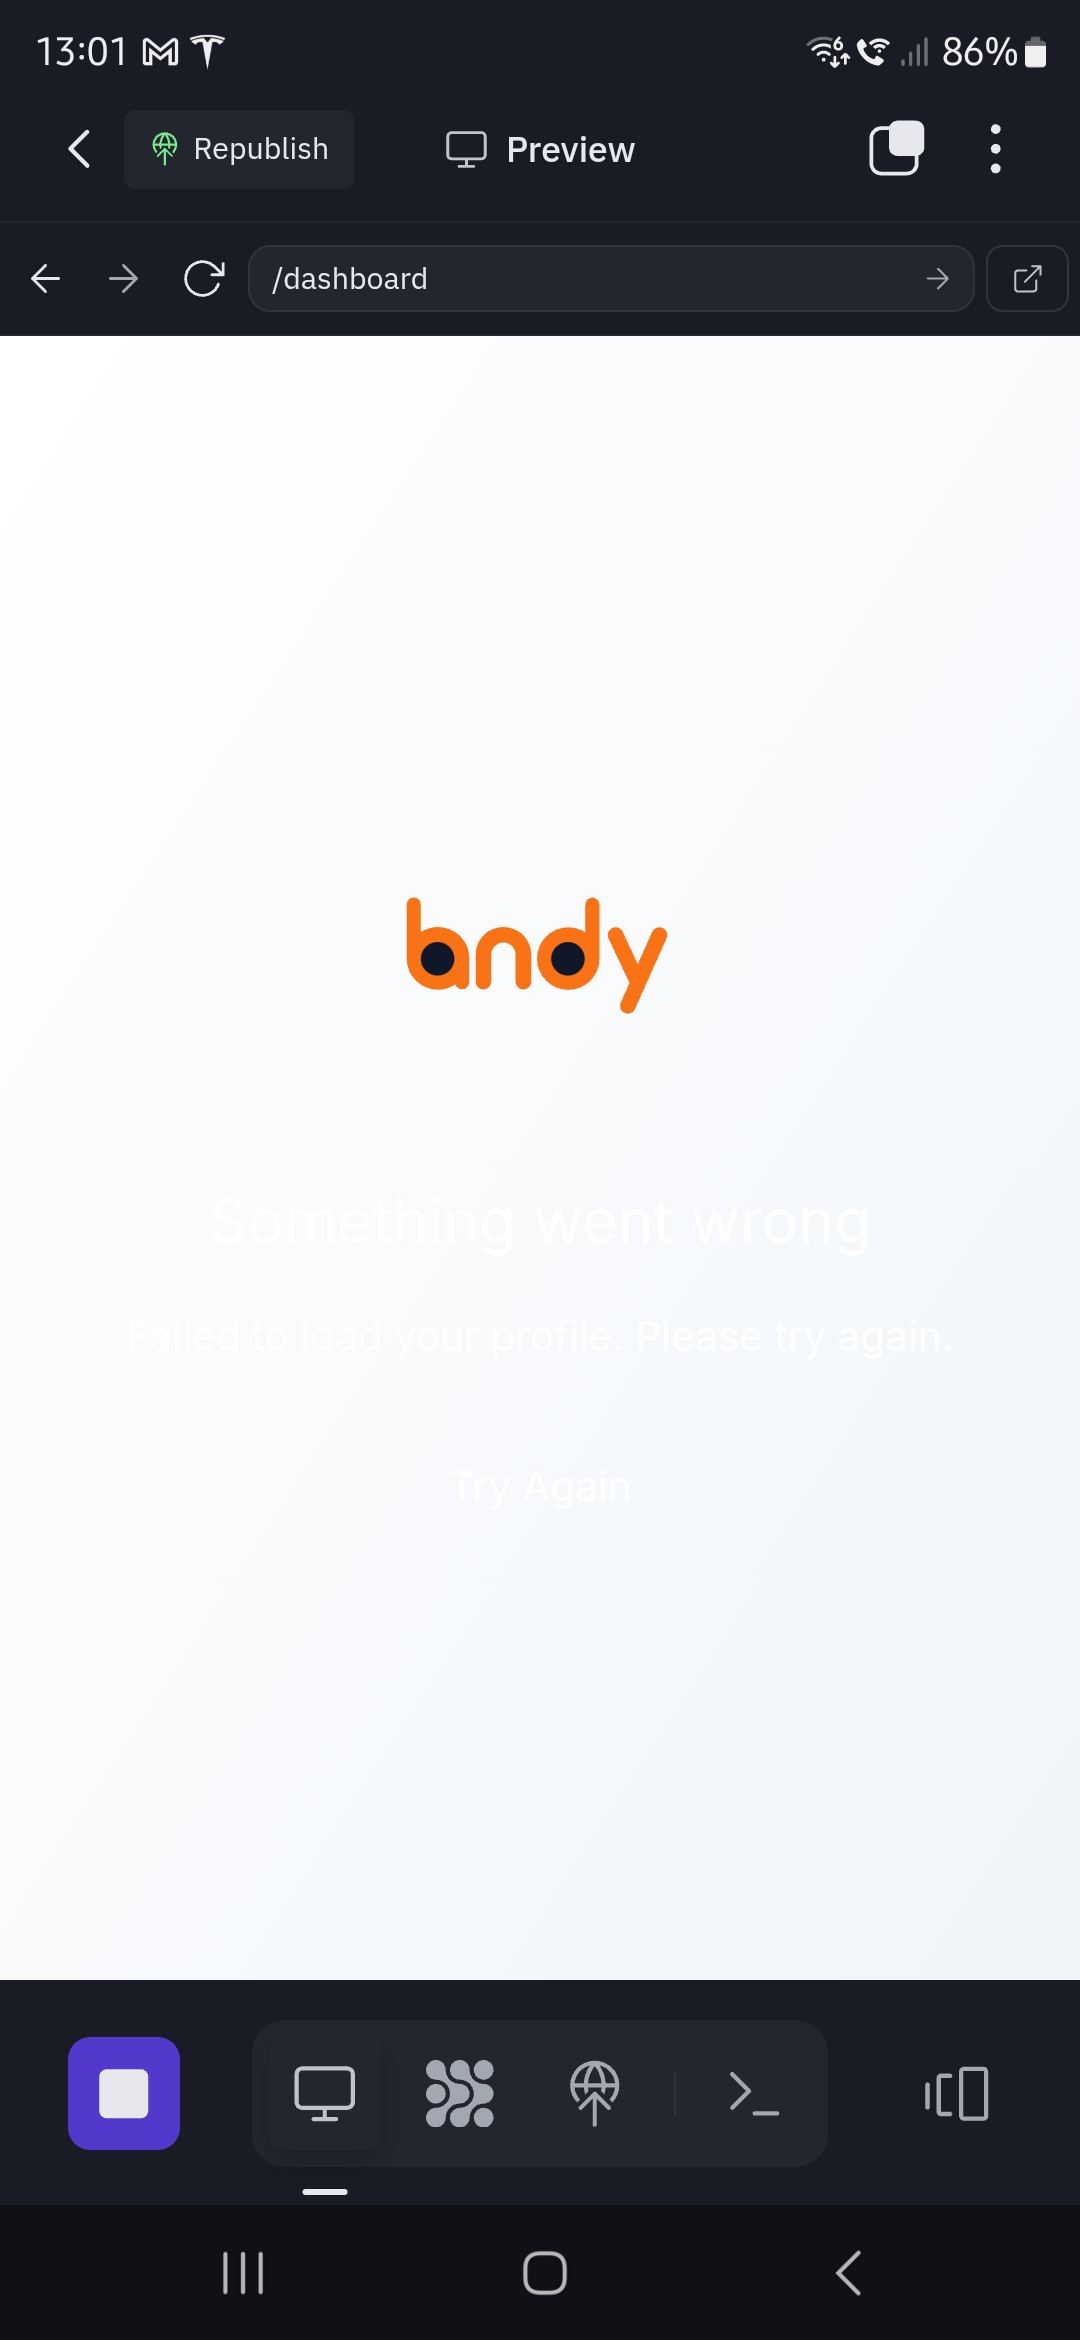 13:01
86%
Republish
Preview
/dashboard
bndy
Something went wrong
Failed to load your profile. Please try again.
Try Again